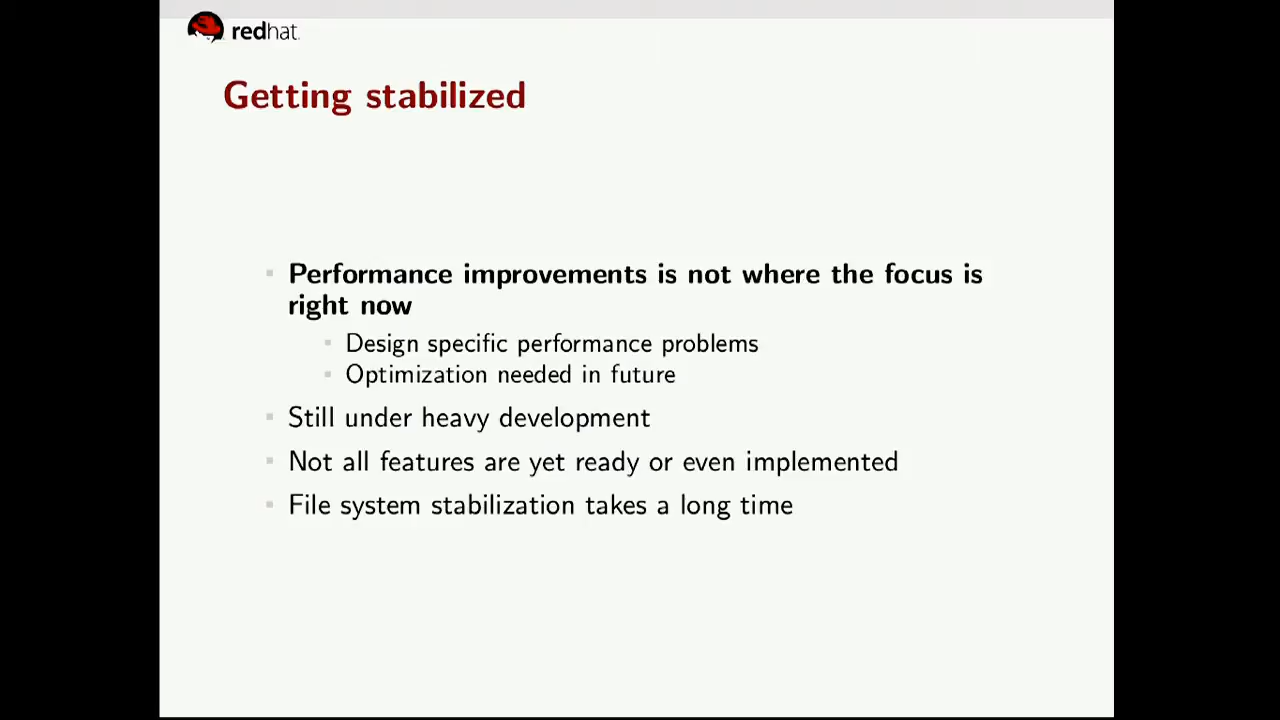 redhat.
Getting stabilized
Performance improvements is not where the focus is
right now
Design specific performance problems
Optimization needed in future
Still under heavy development
Not all features are yet ready or even implemented
File system stabilization takes a long time